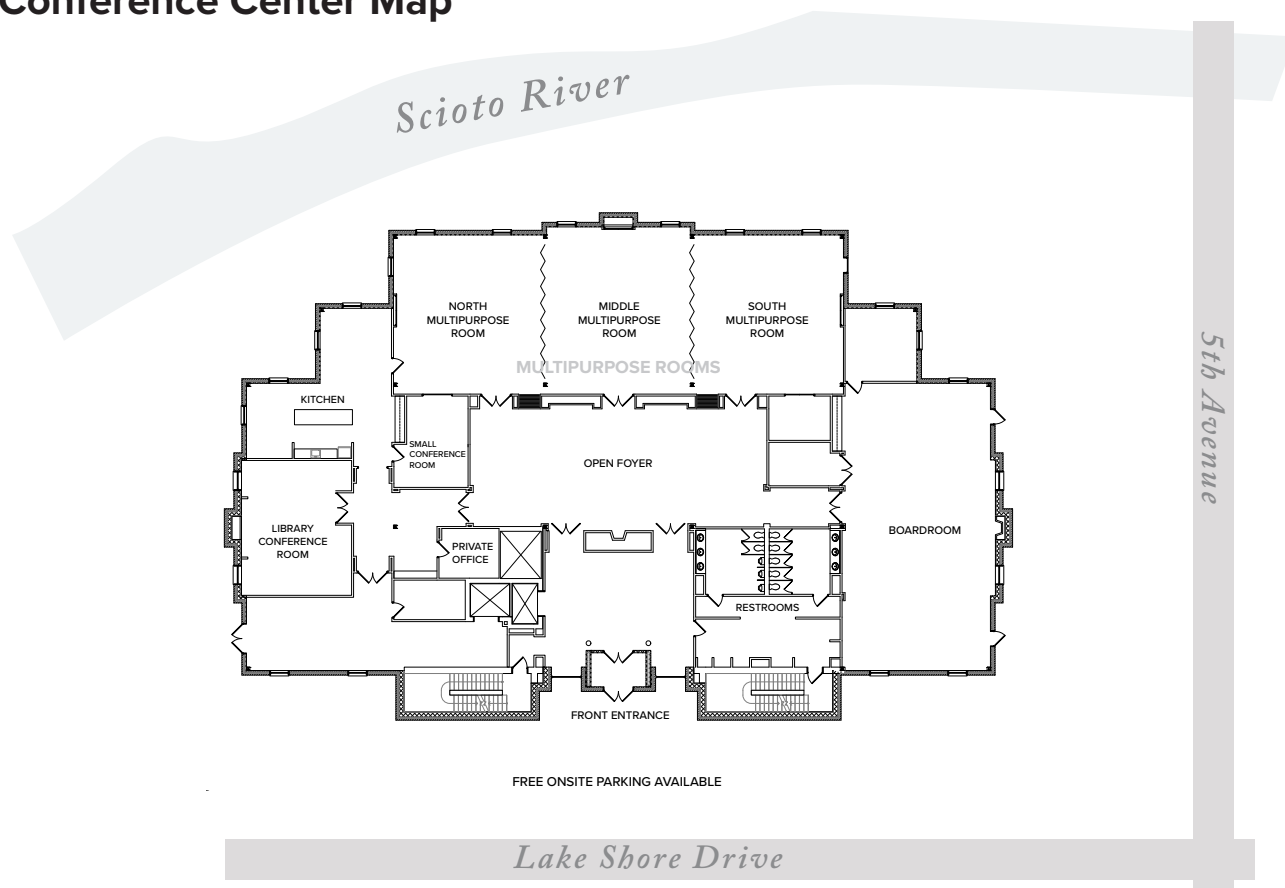 Conference Center Map
Scioto River
NORTH
MULTIPURPOSE
ROOM
MIDDLE
MULTIPURPOSE
ROOM
SOUTH
MULTIPURPOSE
ROOM
MULTIPURPOSE ROOMS
5th Avenue
KITCHEN
SMALL
CONFERENCE
ROOM
OPEN FOYER
LIBRARY
CONFERENCE
ROOM
PRIVATE
OFFICE
BOARDROOM
RESTROOMS
FRONT ENTRANCE
FREE ONSITE PARKING AVAILABLE
Lake Shore Drive